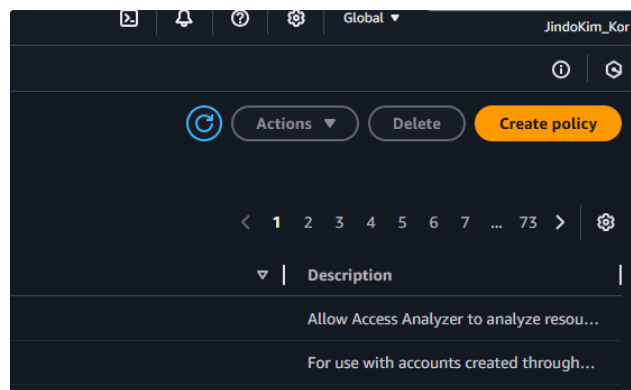 Global
JindoKim_Kor
Actions Delete Create policy
1 2 3 4 5 6 7 ... 73
Description
Allow Access Analyzer to analyze resou...
For use with accounts created through...